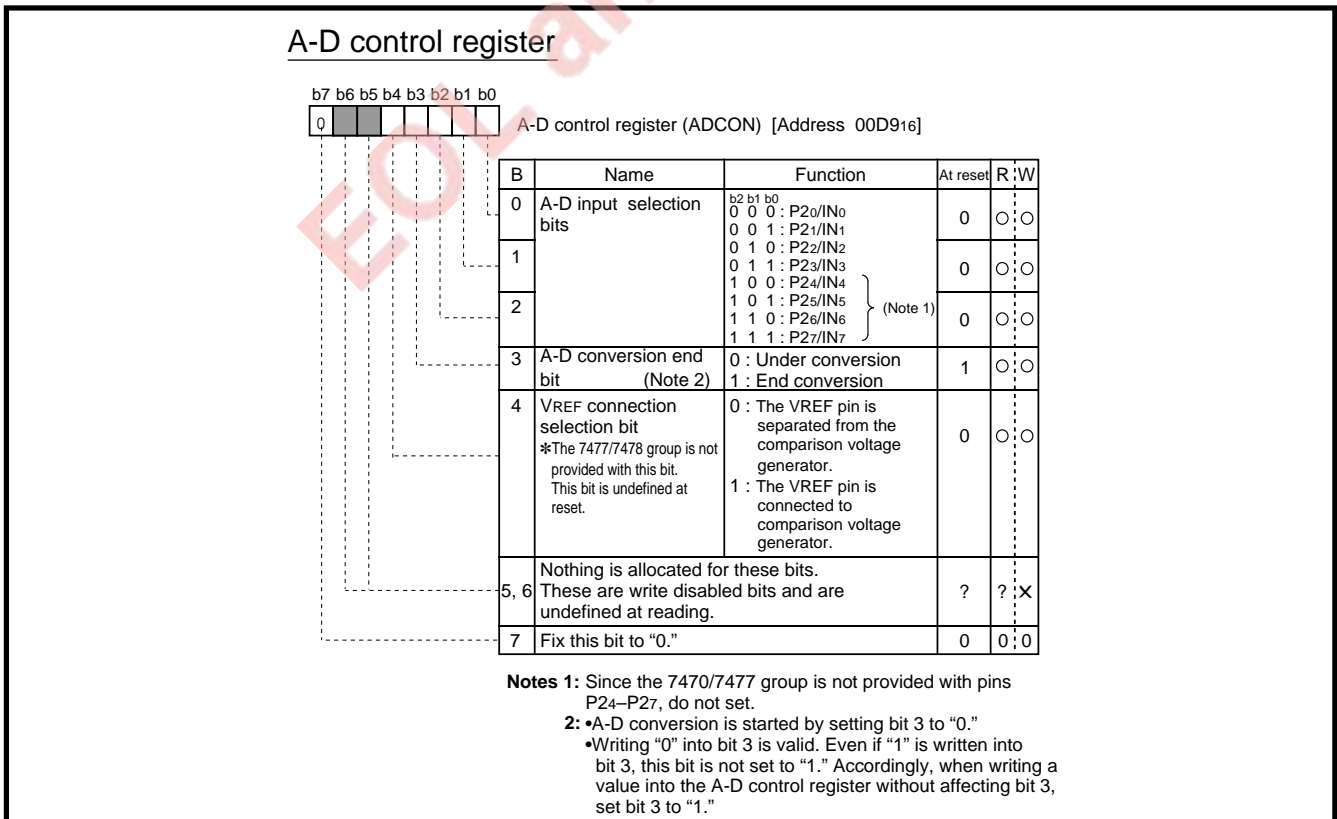 EOL an
A-D control register
b7 b6 b5 b4 b3 b2 b1 b0
0
A-D control register (ADCON) [Address 00D916]
B Name Function At reset R W
0 A-D input selection bits
b2 b1 b0
0 0 0 : P20/IN0
0 0 1 : P21/IN1
0 1 0 : P22/IN2
0 1 1 : P23/IN3
1 0 0 : P24/IN4
1 0 1 : P25/IN5
1 1 0 : P26/IN6
1 1 1 : P27/IN7
(Note 1)
0 ○ ○
1 0 ○ ○
2 0 ○ ○
3 A-D conversion end
bit (Note 2)
0 : Under conversion
1 : End conversion
1 ○ ○
4 VREF connection
selection bit
✽The 7477/7478 group is not
provided with this bit.
This bit is undefined at
reset.
0 : The VREF pin is
separated from the
comparison voltage
generator.
1 : The VREF pin is
connected to
comparison voltage
generator.
0 ○ ○
5, 6 Nothing is allocated for these bits.
These are write disabled bits and are
undefined at reading.
? ? ×
7 Fix this bit to “0.” 0 0 0
Notes 1: Since the 7470/7477 group is not provided with pins
P24–P27, do not set.
2: •A-D conversion is started by setting bit 3 to “0.”
•Writing “0” into bit 3 is valid. Even if “1” is written into
bit 3, this bit is not set to “1.” Accordingly, when writing a
value into the A-D control register without affecting bit 3,
set bit 3 to “1.”